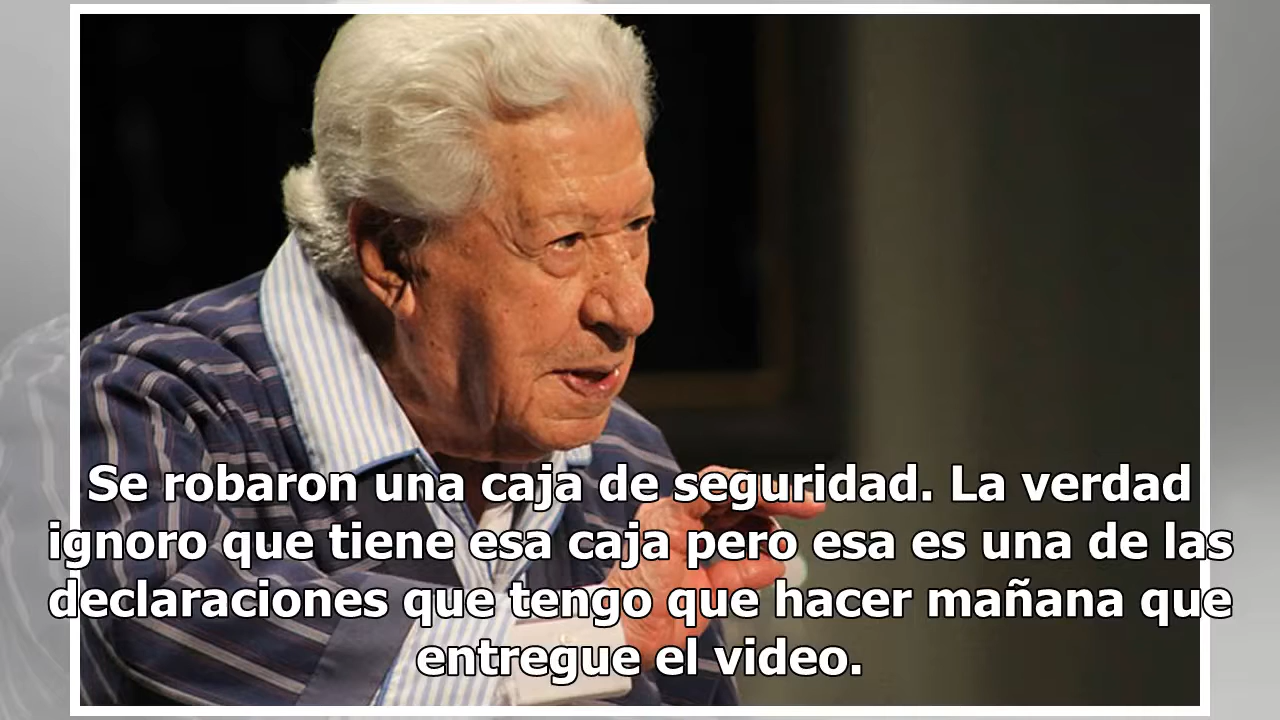 Se robaron una caja de seguridad. La verdad
ignoro que tiene esa caja pero esa es una de las
declaraciones que tengo que hacer mañana que
entregue el video.